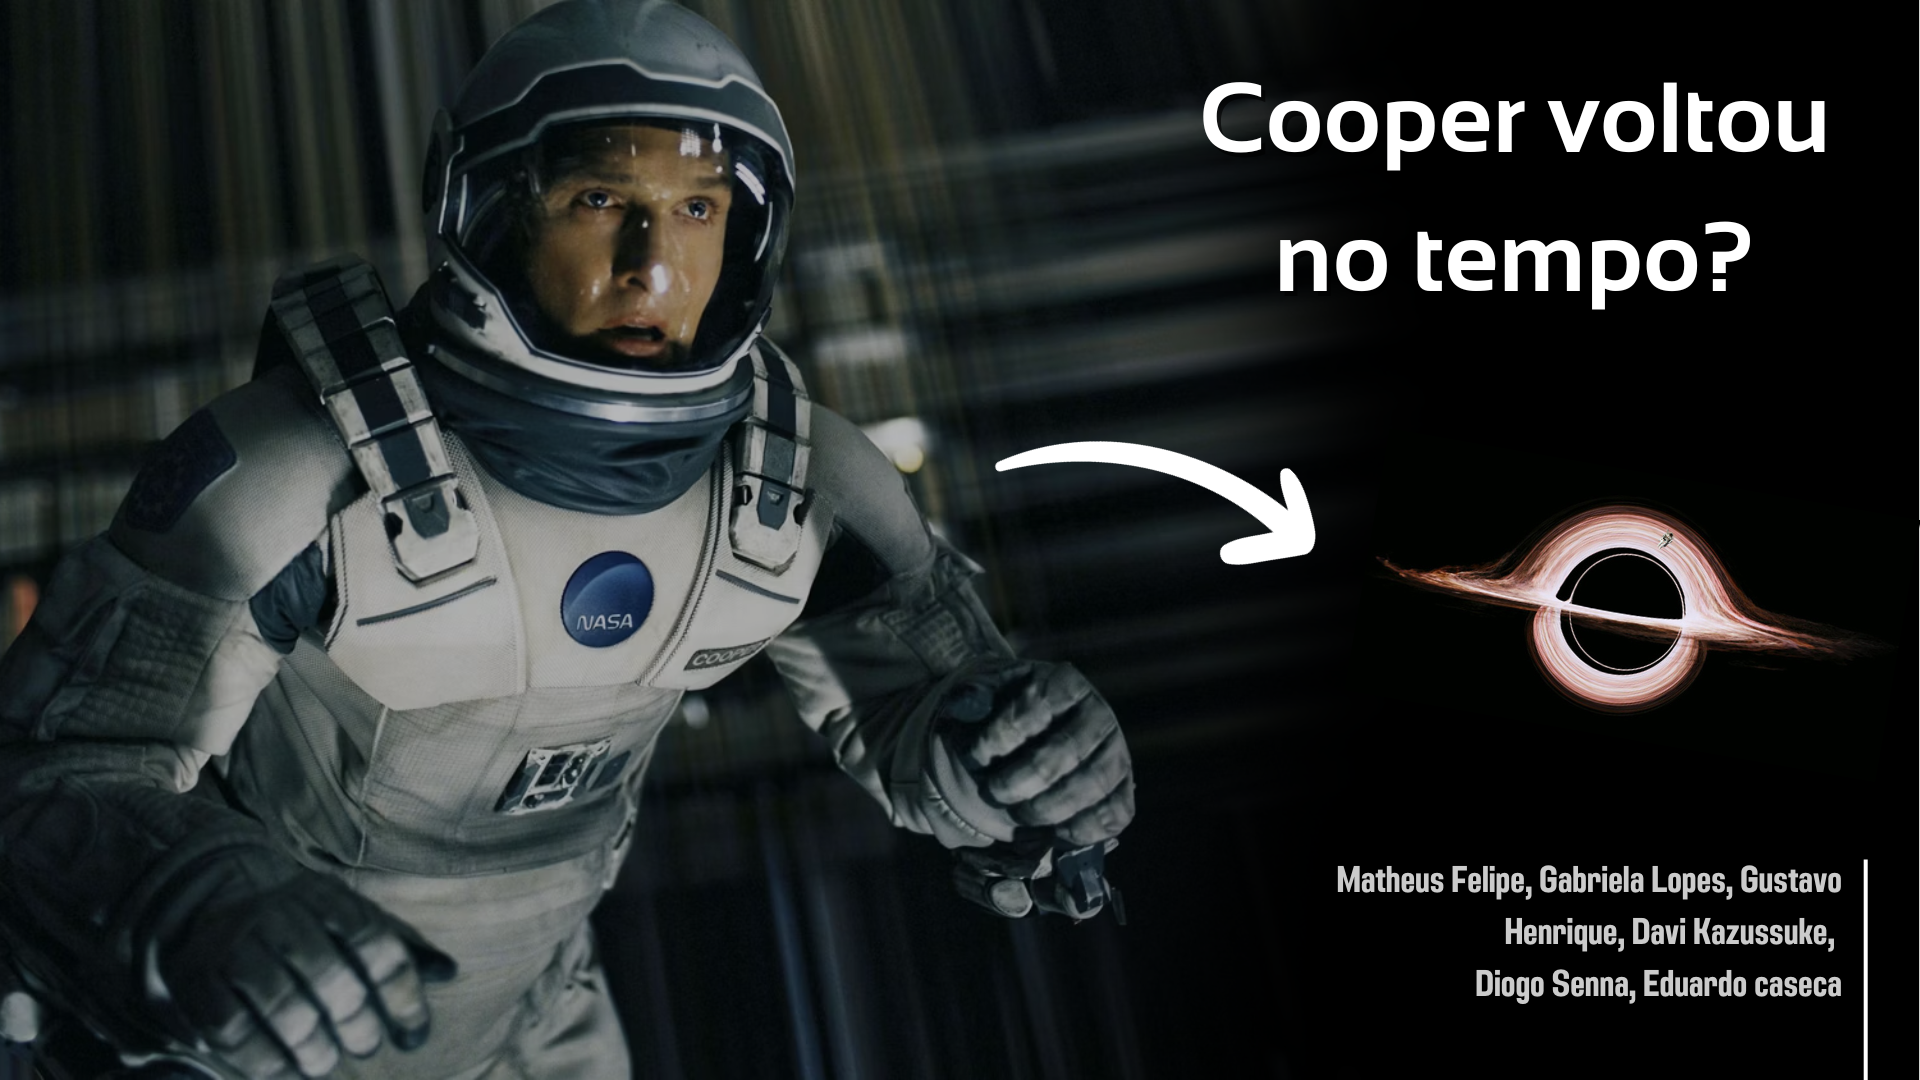 Cooper voltou
no tempo?
NASA
COOPER
Matheus Felipe, Gabriela Lopes, Gustavo
Henrique, Davi Kazussuke,
Diogo Senna, Eduardo caseca